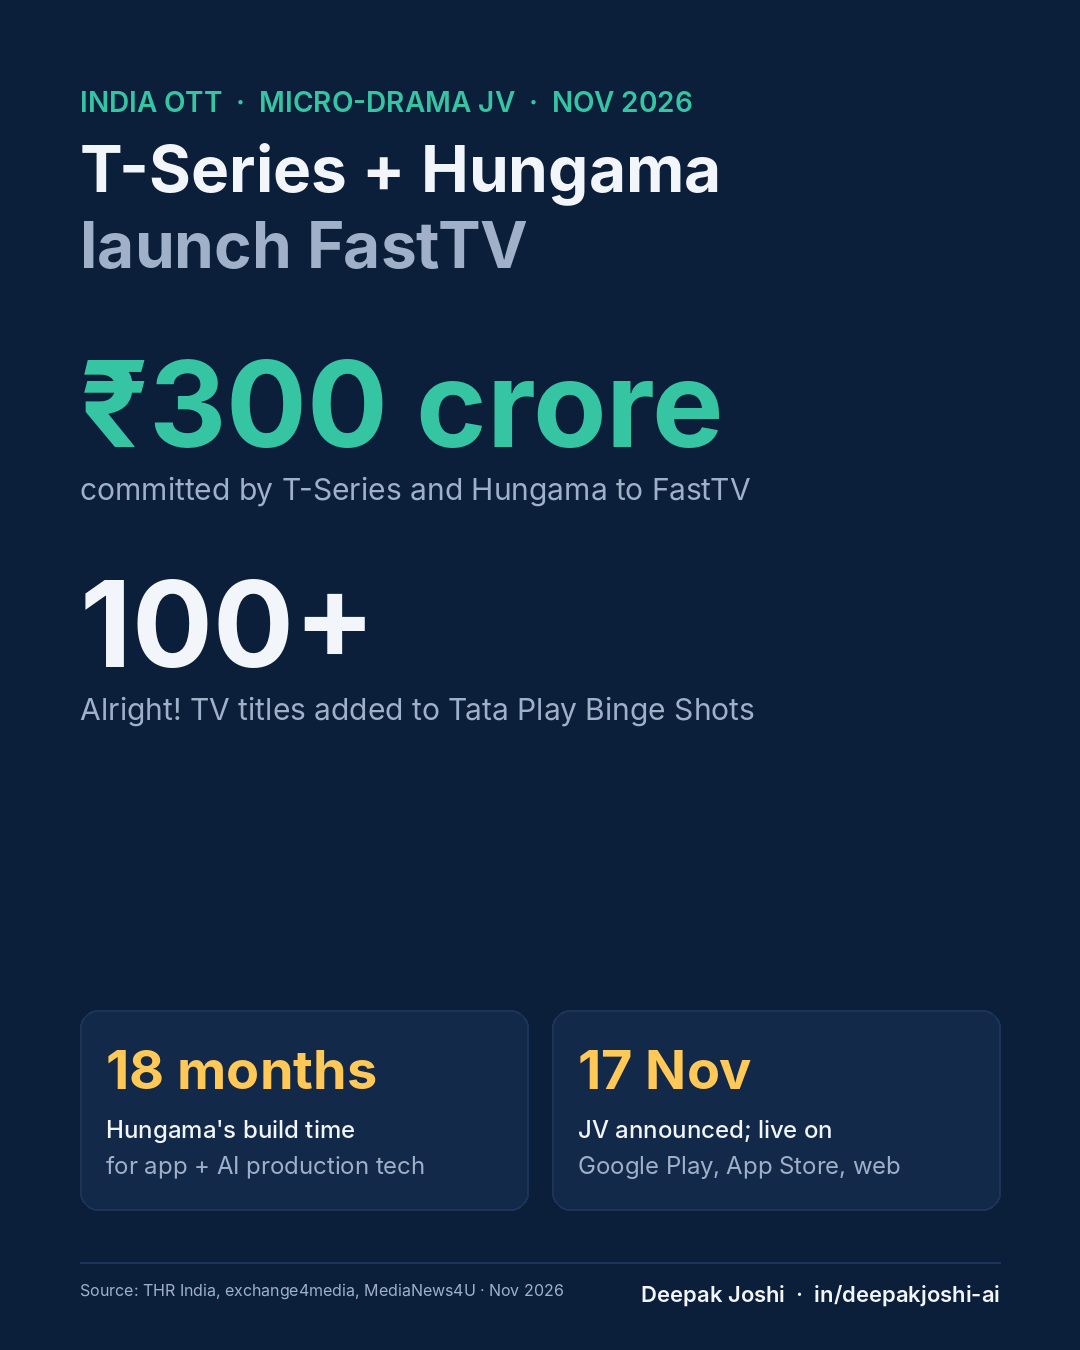 INDIA OTT · MICRO-DRAMA JV · NOV 2026
T-Series + Hungama
launch FastTV
₹300 crore
committed by T-Series and Hungama to FastTV
100+
Alright! TV titles added to Tata Play Binge Shots
18 months
Hungama's build time
for app + AI production tech
17 Nov
JV announced; live on
Google Play, App Store, web
Source: THR India, exchange4media, MediaNews4U · Nov 2026
Deepak Joshi · in/deepakjoshi-ai